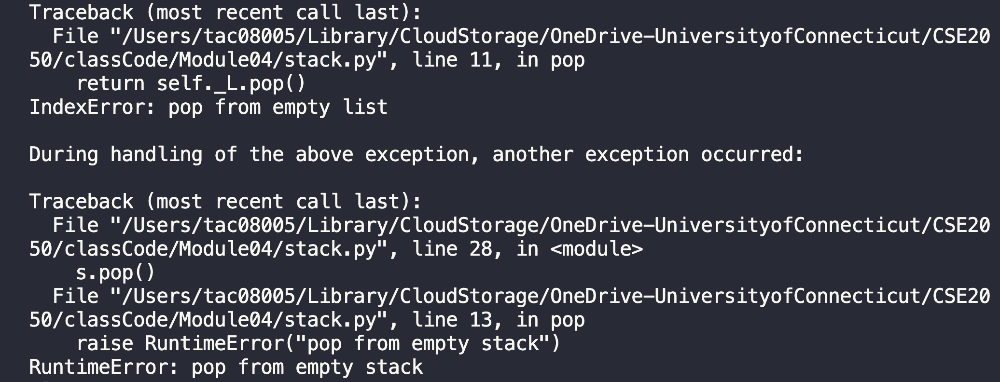 Traceback (most recent call last):
  File "/Users/tac08005/Library/CloudStorage/OneDrive-UniversityofConnecticut/CSE20
50/classCode/Module04/stack.py", line 11, in pop
    return self._L.pop()
IndexError: pop from empty list

During handling of the above exception, another exception occurred:

Traceback (most recent call last):
  File "/Users/tac08005/Library/CloudStorage/OneDrive-UniversityofConnecticut/CSE20
50/classCode/Module04/stack.py", line 28, in <module>
    s.pop()
  File "/Users/tac08005/Library/CloudStorage/OneDrive-UniversityofConnecticut/CSE20
50/classCode/Module04/stack.py", line 13, in pop
    raise RuntimeError("pop from empty stack")
RuntimeError: pop from empty stack